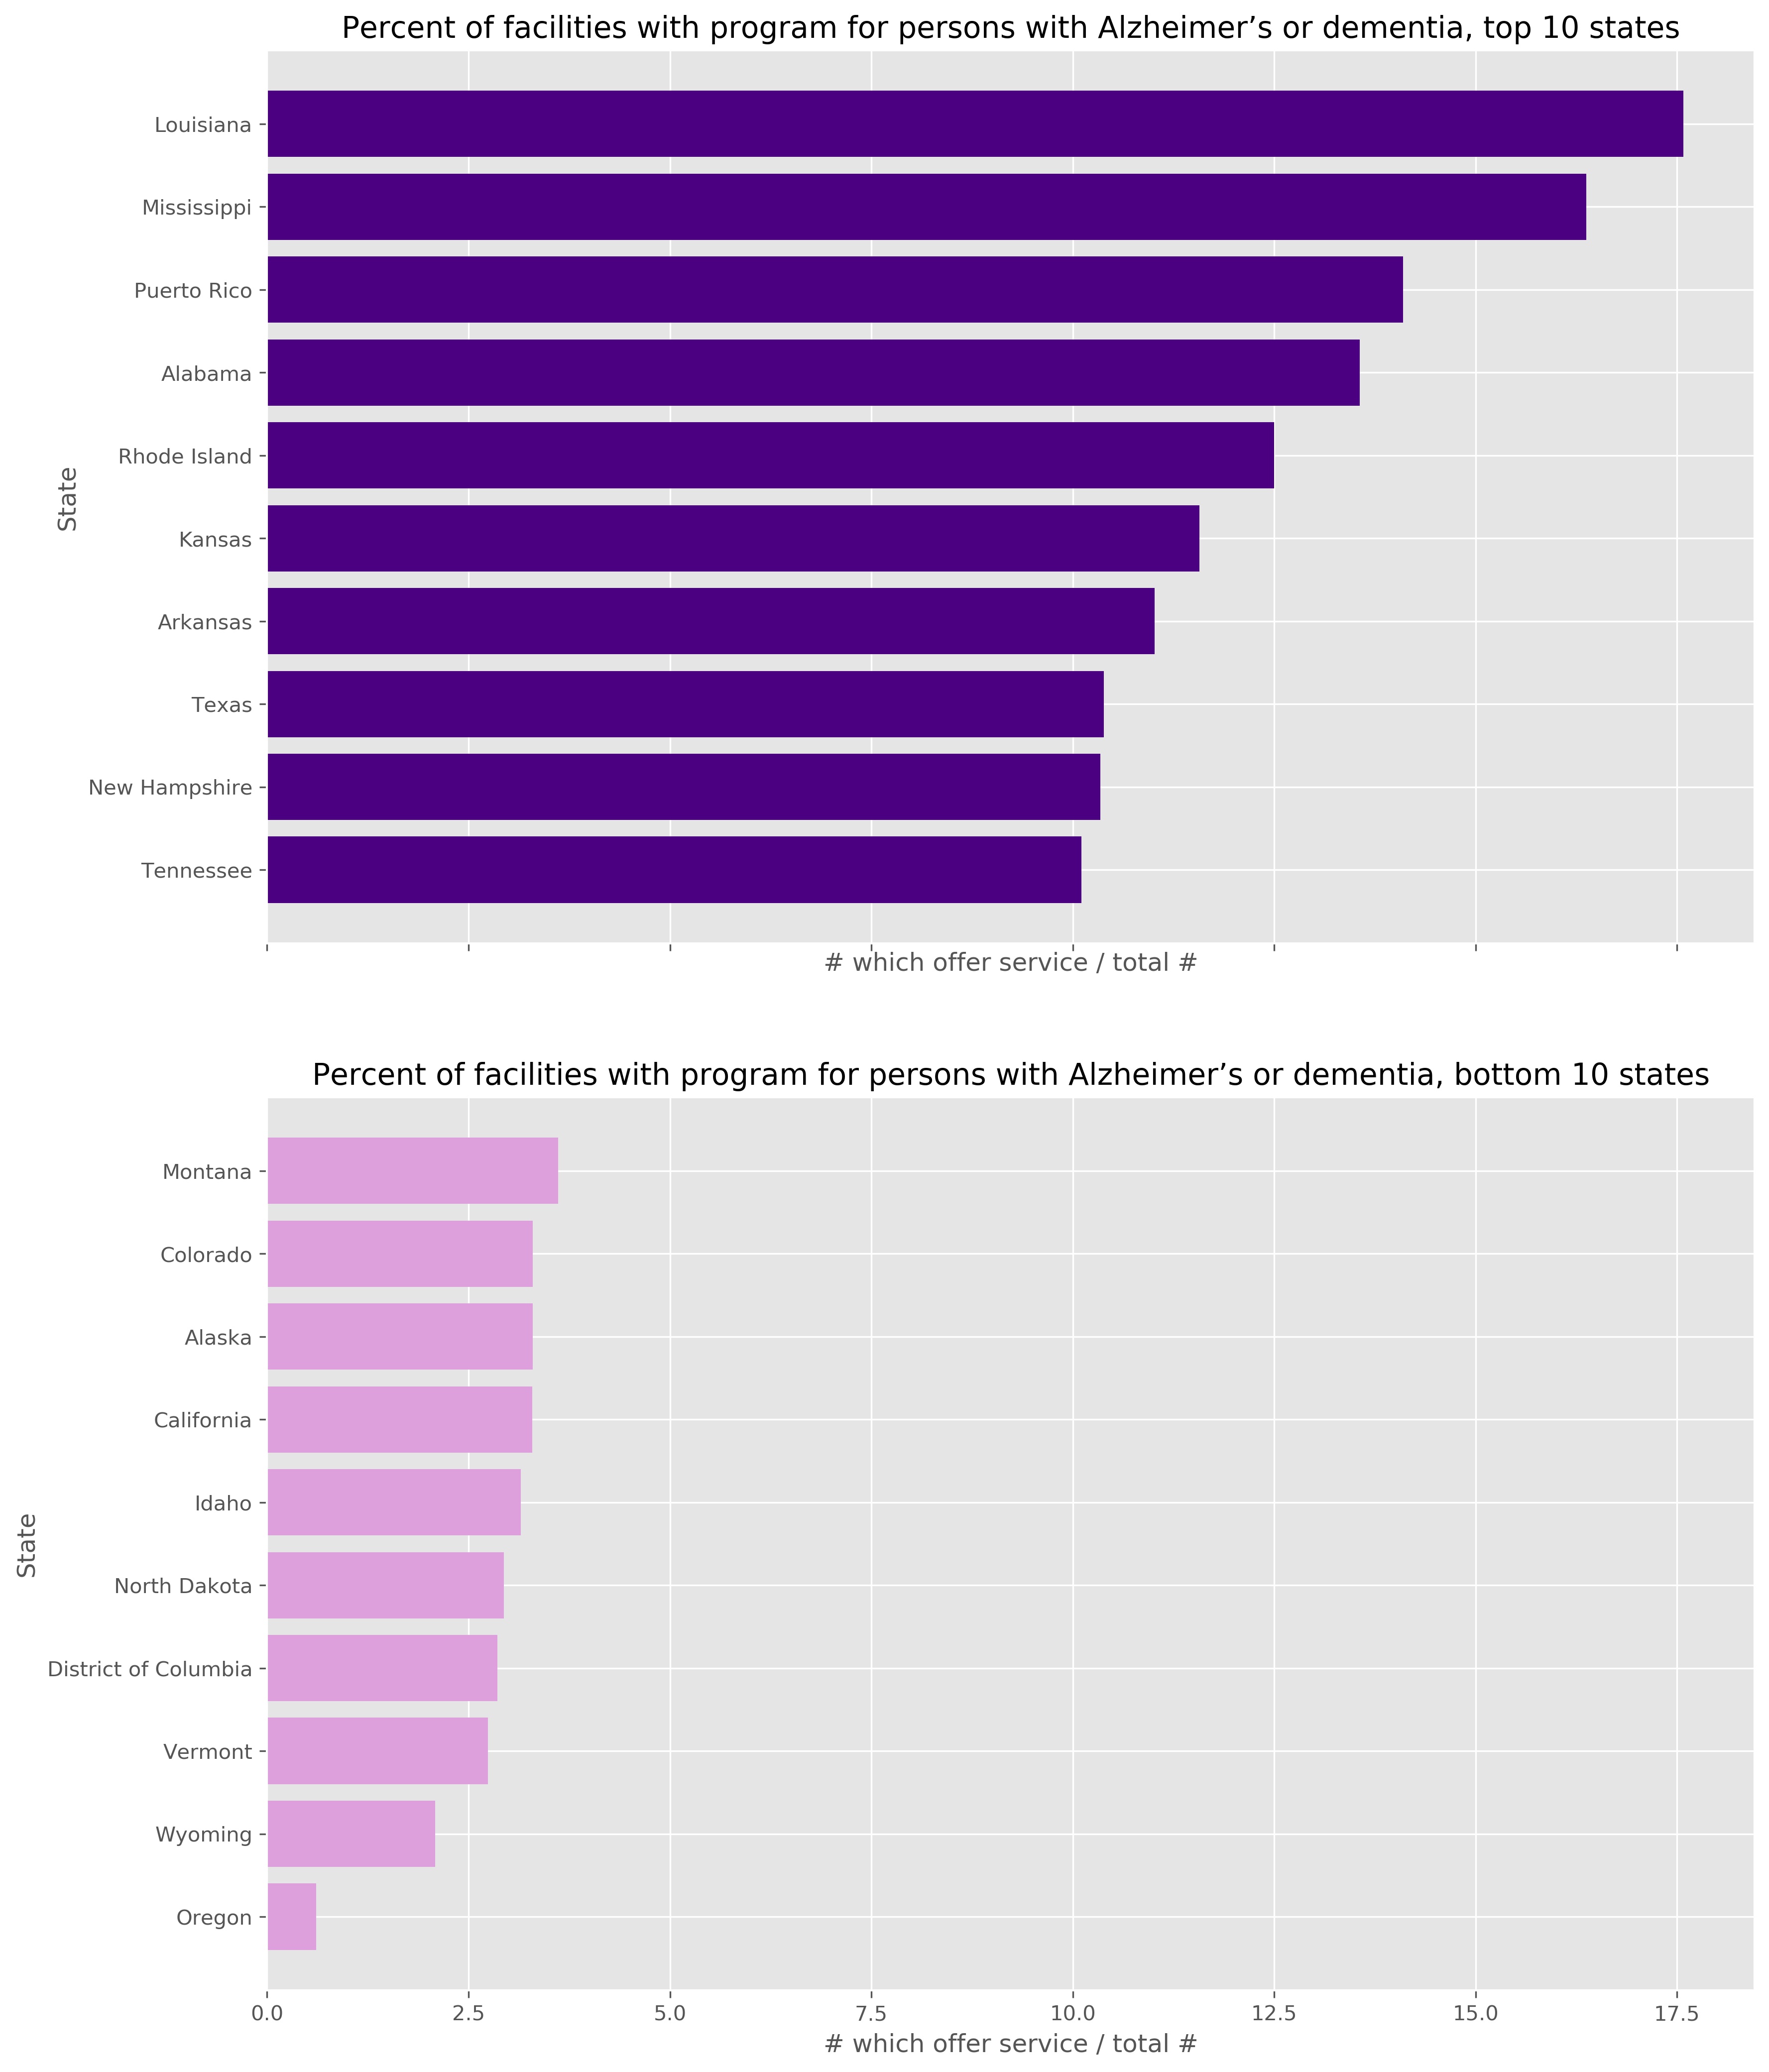 Percent of facilities with program for persons with Alzheimer’s or dementia, top 10 states
State
Louisiana
Mississippi
Puerto Rico
Alabama
Rhode Island
Kansas
Arkansas
Texas
New Hampshire
Tennessee
# which offer service / total #
Percent of facilities with program for persons with Alzheimer’s or dementia, bottom 10 states
State
Montana
Colorado
Alaska
California
Idaho
North Dakota
District of Columbia
Vermont
Wyoming
Oregon
0.0 2.5 5.0 7.5 10.0 12.5 15.0 17.5
# which offer service / total #